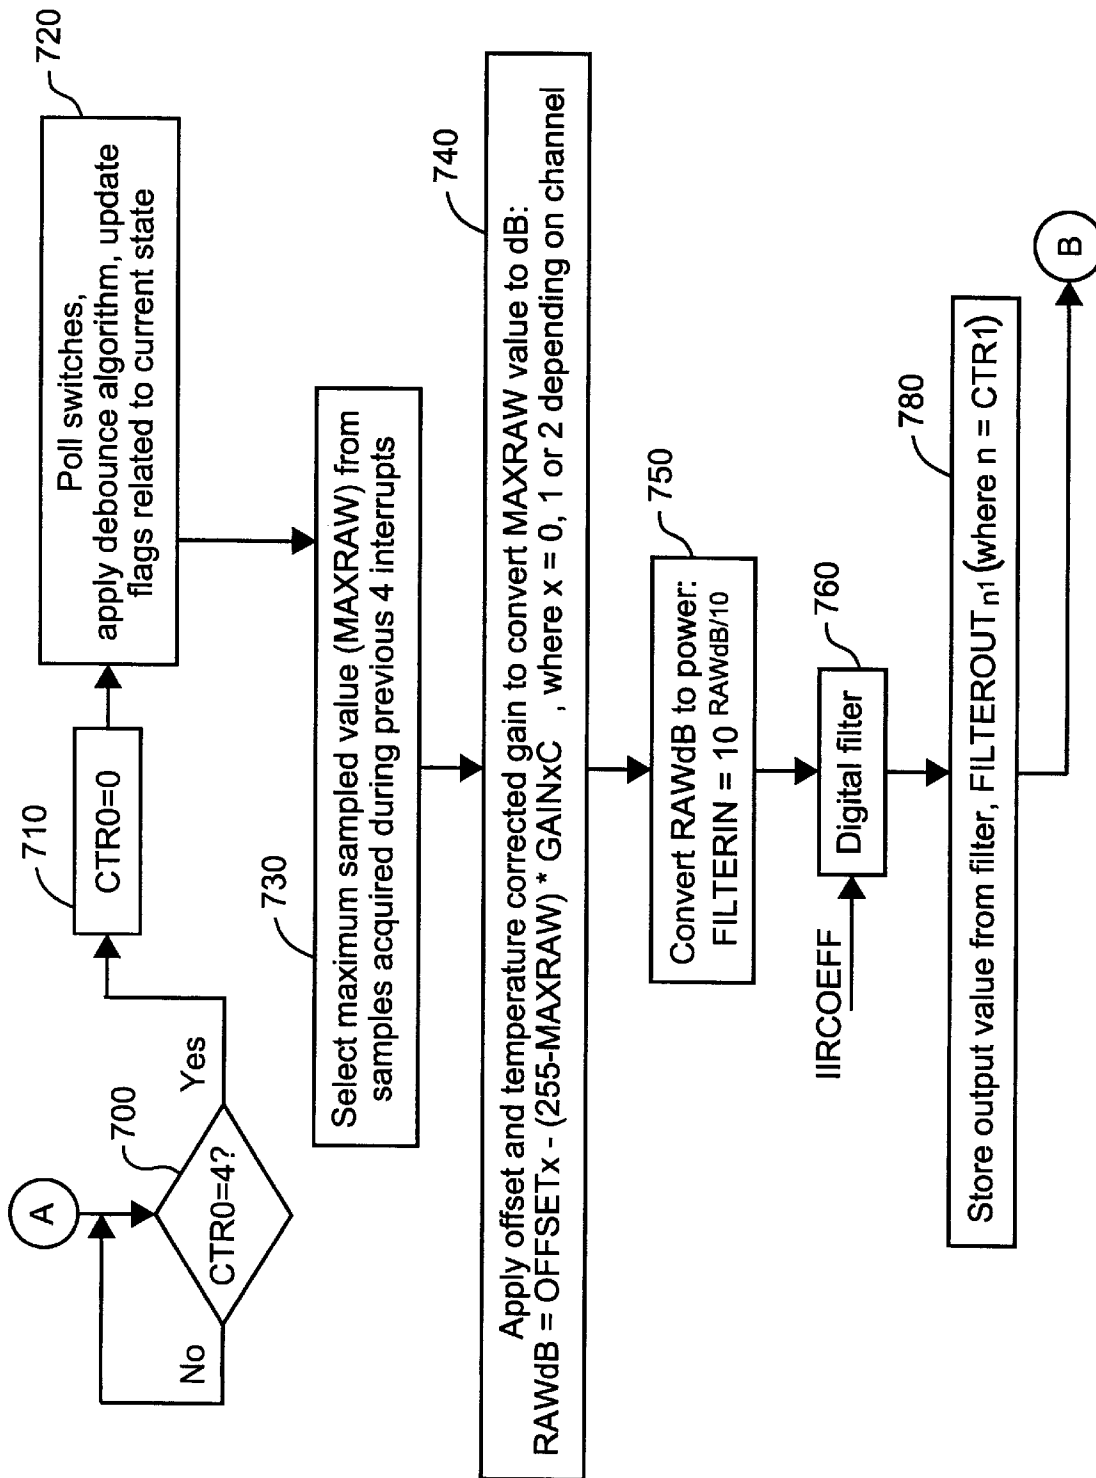 A
700
CTR0=4?
No
Yes
710
CTR0=0
720
Poll switches,
apply debounce algorithm, update
flags related to current state
730
Select maximum sampled value (MAXRAW) from
samples acquired during previous 4 interrupts
740
Apply offset and temperature corrected gain to convert MAXRAW value to dB:
RAWdB = OFFSETx - (255-MAXRAW) * GAINxC , where x = 0, 1 or 2 depending on channel
750
Convert RAWdB to power:
FILTERIN = 10 RAWdB/10
760
IIRCOEFF
Digital filter
780
Store output value from filter, FILTEROUTn1 (where n = CTR1)
B